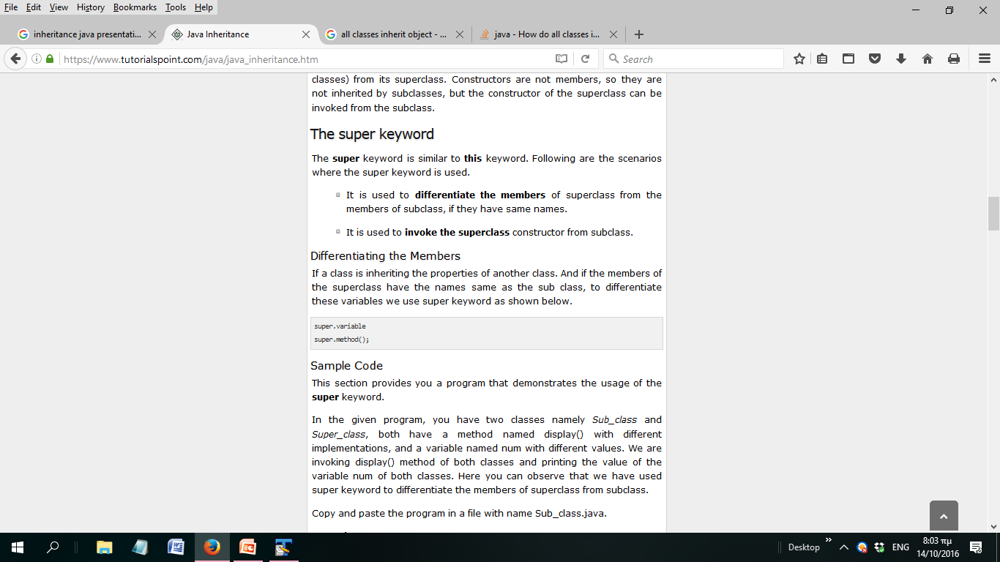 File Edit View History Bookmarks Tools Help
inheritance java presentati... Java Inheritance all classes inherit object - ... java - How do all classes i...
https://www.tutorialspoint.com/java/java_inheritance.htm Search
classes) from its superclass. Constructors are not members, so they are
not inherited by subclasses, but the constructor of the superclass can be
invoked from the subclass.
The super keyword
The super keyword is similar to this keyword. Following are the scenarios
where the super keyword is used.
It is used to differentiate the members of superclass from the
members of subclass, if they have same names.
It is used to invoke the superclass constructor from subclass.
Differentiating the Members
If a class is inheriting the properties of another class. And if the members of
the superclass have the names same as the sub class, to differentiate
these variables we use super keyword as shown below.
super.variable
super.method();
Sample Code
This section provides you a program that demonstrates the usage of the
super keyword.
In the given program, you have two classes namely Sub_class and
Super_class, both have a method named display() with different
implementations, and a variable named num with different values. We are
invoking display() method of both classes and printing the value of the
variable num of both classes. Here you can observe that we have used
super keyword to differentiate the members of superclass from subclass.
Copy and paste the program in a file with name Sub_class.java.
Desktop ENG 8:03 πμ
14/10/2016